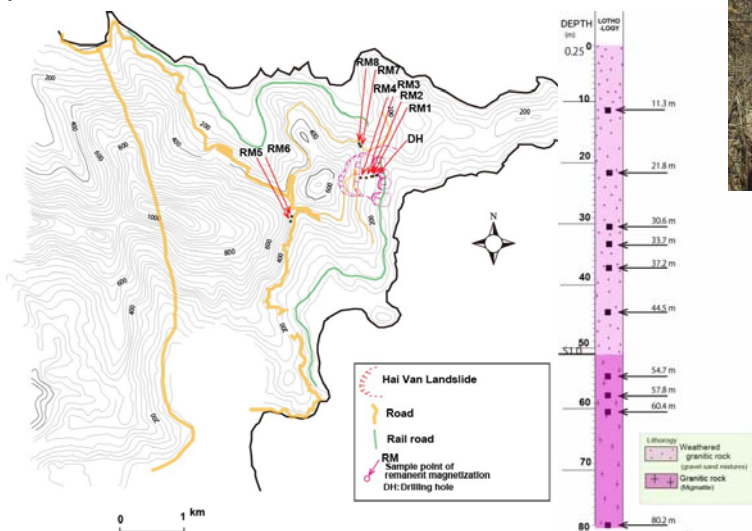 RM8
RM7
RM3
RM4
RM2
RM1
DH
RM6
RM5
200
400
600
800
1000
N
Hai Van Landslide
Road
Rail road
RM
Sample point of
remanent magnetization
DH: Drilling hole
0
1 km
DEPTH
(m)
LOTHO
-LOGY
0
0.25
10
11.3 m
20
21.8 m
30
30.6 m
33.7 m
37.2 m
40
44.5 m
50
51.0
54.7 m
57.8 m
60
60.4 m
70
80
80.2 m
Lithorogy
Weathered
granitic rock
(gravel-sand mixtures)
Granitic rock
(Migmatite)